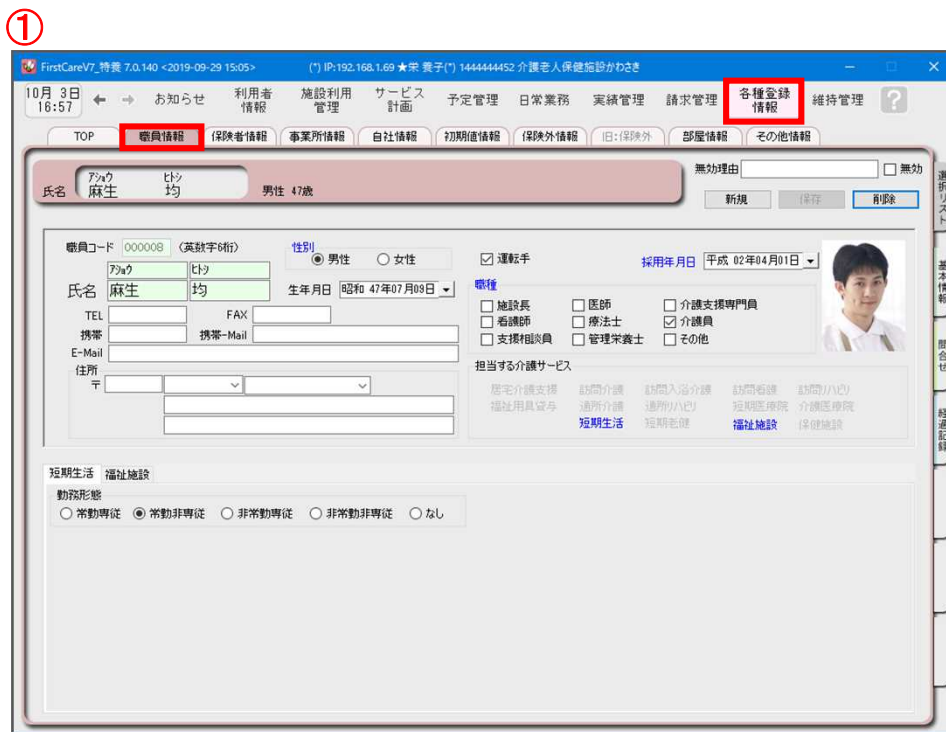 ①
FirstCareV7_特養 7.0.140 <2019-09-29 15:05> (*) IP:192.168.1.69 ★栄 養子(*) 1444444452 介護老人保健施設かわさき
10月 3日 16:57 ← → お知らせ 利用者情報 施設利用管理 サービス計画 予定管理 日常業務 実績管理 請求管理 各種登録情報 維持管理 ?
TOP 職員情報 保険者情報 事業所情報 自社情報 初期値情報 保険外情報 旧:保険外 部屋情報 その他情報
無効理由 無効
アショウ ヒトシ
氏名 麻生 均 男性 47歳
新規 保存 削除
選択リスト
職員コード 000008 (英数字6桁) 性別 男性 女性 運転手 採用年月日 平成 02年04月01日
アショウ ヒトシ
氏名 麻生 均 生年月日 昭和 47年07月09日
職種
施設長 医師 介護支援専門員
看護師 療法士 介護員
支援相談員 管理栄養士 その他
TEL FAX
携帯 携帯-Mail
E-Mail
住所
〒
担当する介護サービス
居宅介護支援 訪問介護 訪問入浴介護 訪問看護 訪問リハビリ
福祉用具貸与 通所介護 通所リハビリ 短期医療院 介護医療院
短期生活 短期老健 福祉施設 保健施設
基本情報
問合せ
経過記録
短期生活 福祉施設
勤務形態
常勤専従 常勤非専従 非常勤専従 非常勤非専従 なし